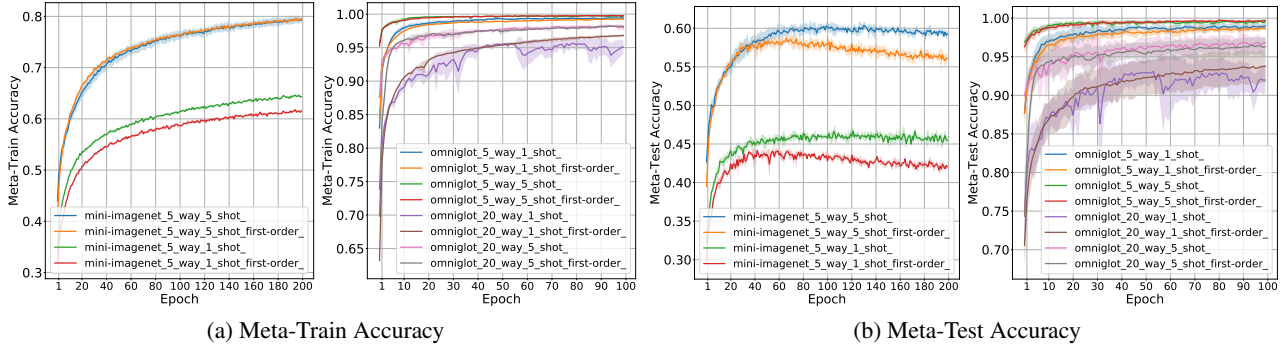 Meta-Train Accuracy
0.8
0.7
0.6
0.5
0.4
0.3
mini-imagenet_5_way_5_shot_
mini-imagenet_5_way_5_shot_first-order_
mini-imagenet_5_way_1_shot_
mini-imagenet_5_way_1_shot_first-order_
1 20 40 60 80 100 120 140 160 180 200
Epoch
Meta-Train Accuracy
1.00
0.95
0.90
0.85
0.80
0.75
0.70
0.65
omniglot_5_way_1_shot_
omniglot_5_way_1_shot_first-order_
omniglot_5_way_5_shot_
omniglot_5_way_5_shot_first-order_
omniglot_20_way_1_shot_
omniglot_20_way_1_shot_first-order_
omniglot_20_way_5_shot_
omniglot_20_way_5_shot_first-order_
1 10 20 30 40 50 60 70 80 90 100
Epoch
(a) Meta-Train Accuracy
Meta-Test Accuracy
0.60
0.55
0.50
0.45
0.40
0.35
0.30
mini-imagenet_5_way_5_shot_
mini-imagenet_5_way_5_shot_first-order_
mini-imagenet_5_way_1_shot_
mini-imagenet_5_way_1_shot_first-order_
1 20 40 60 80 100 120 140 160 180 200
Epoch
Meta-Test Accuracy
1.00
0.95
0.90
0.85
0.80
0.75
0.70
omniglot_5_way_1_shot_
omniglot_5_way_1_shot_first-order_
omniglot_5_way_5_shot_
omniglot_5_way_5_shot_first-order_
omniglot_20_way_1_shot_
omniglot_20_way_1_shot_first-order_
omniglot_20_way_5_shot_
omniglot_20_way_5_shot_first-order_
1 10 20 30 40 50 60 70 80 90 100
Epoch
(b) Meta-Test Accuracy